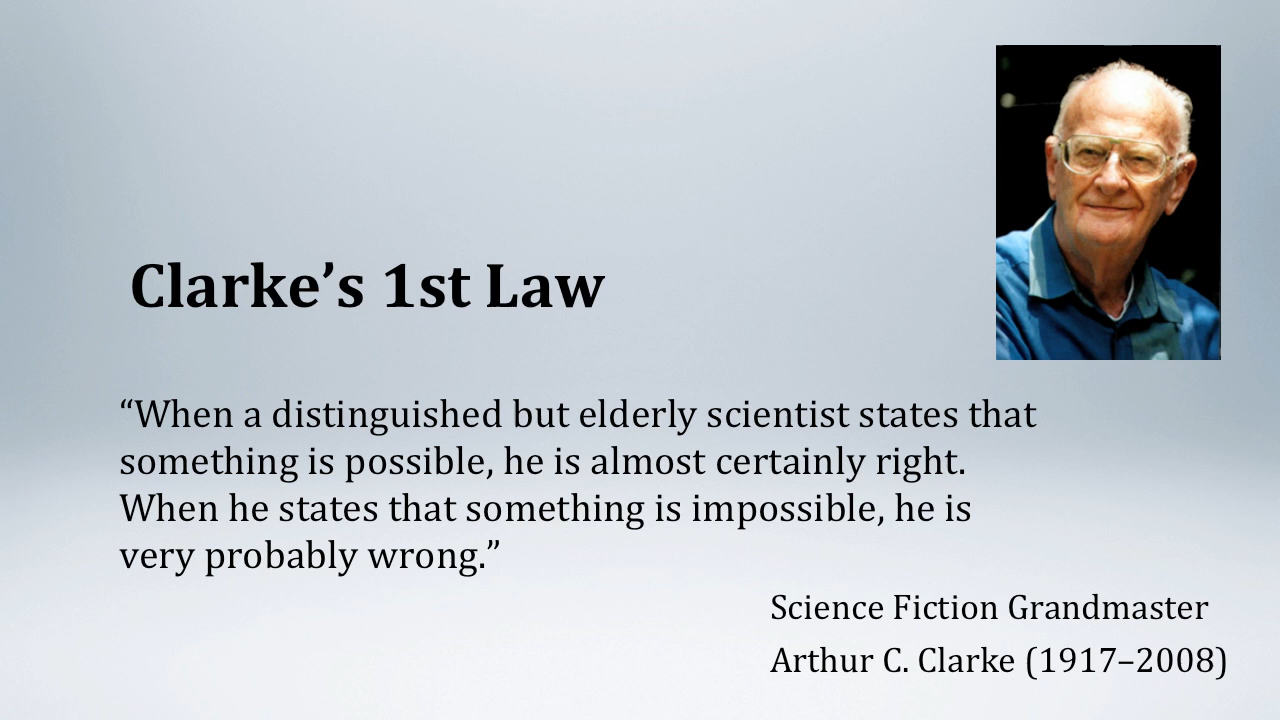 Clarke’s 1st Law
“When a distinguished but elderly scientist states that
something is possible, he is almost certainly right.
When he states that something is impossible, he is
very probably wrong.”
Science Fiction Grandmaster
Arthur C. Clarke (1917–2008)